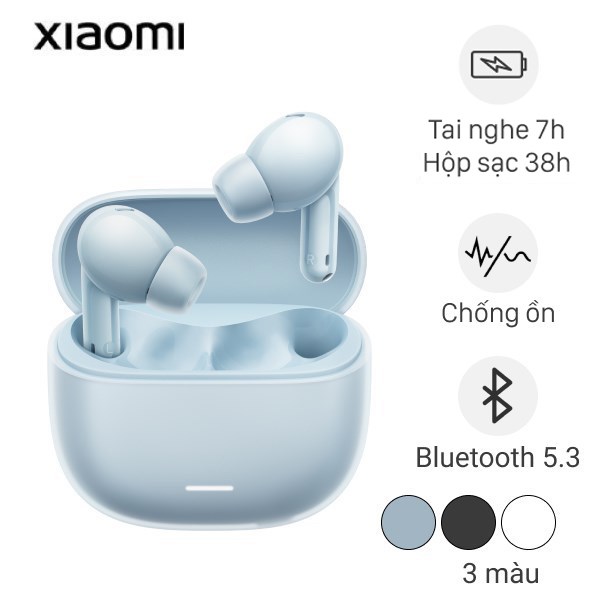 xiaomi
Tai nghe 7h
Hộp sạc 38h
Chống ồn
Bluetooth 5.3
3 màu
R
L